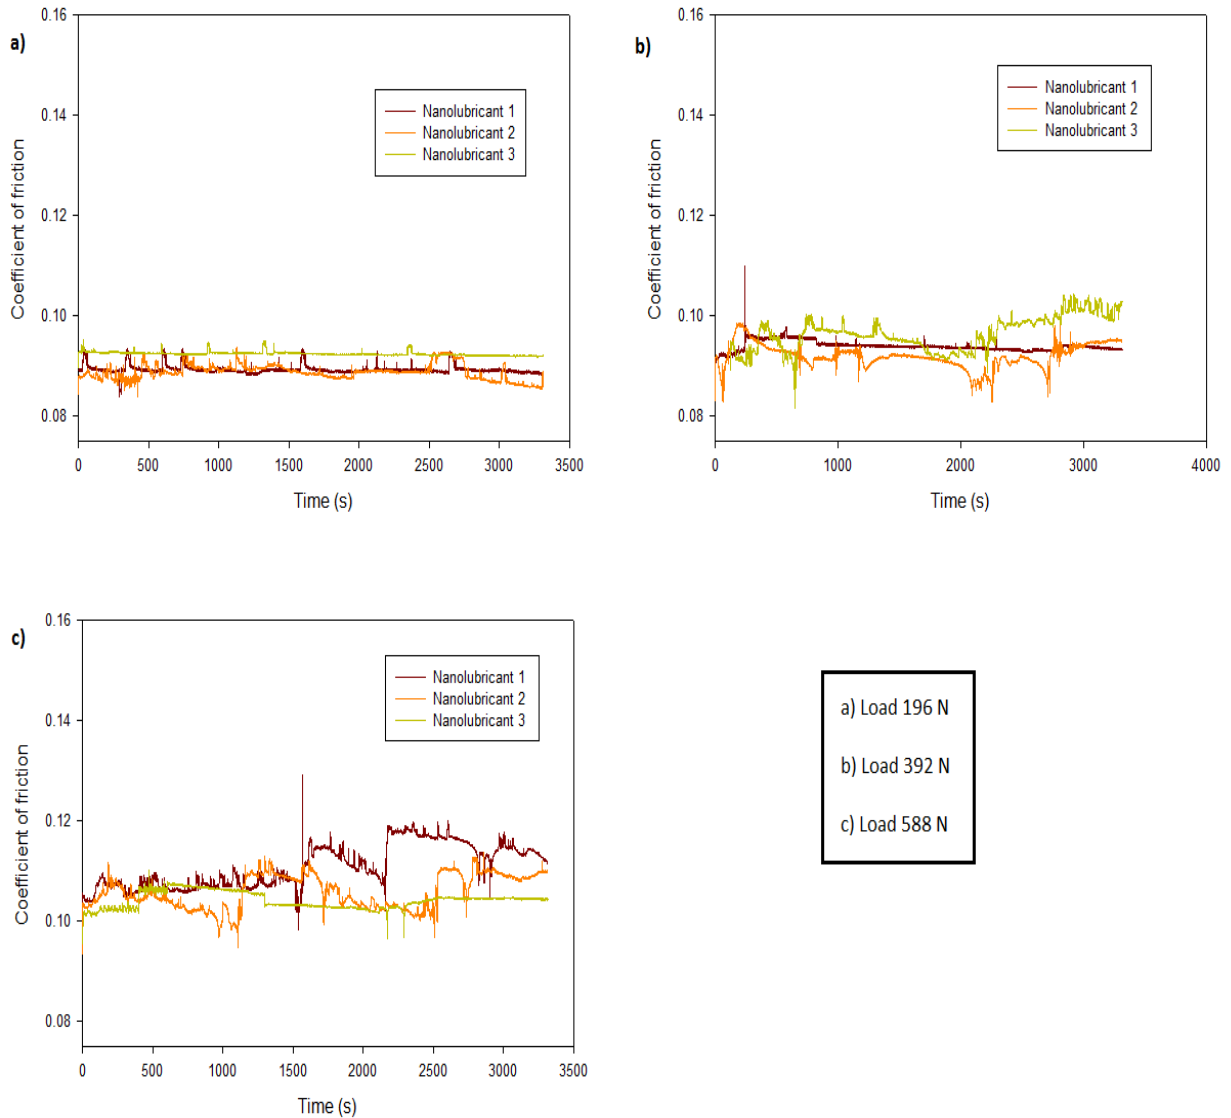 a)
0.16
0.14
0.12
0.10
0.08
Coefficient of friction
Nanolubricant 1
Nanolubricant 2
Nanolubricant 3
0 500 1000 1500 2000 2500 3000 3500
Time (s)
b)
0.16
0.14
0.12
0.10
0.08
Coefficient of friction
Nanolubricant 1
Nanolubricant 2
Nanolubricant 3
0 1000 2000 3000 4000
Time (s)
c)
0.16
0.14
0.12
0.10
0.08
Coefficient of friction
Nanolubricant 1
Nanolubricant 2
Nanolubricant 3
0 500 1000 1500 2000 2500 3000 3500
Time (s)
a) Load 196 N
b) Load 392 N
c) Load 588 N